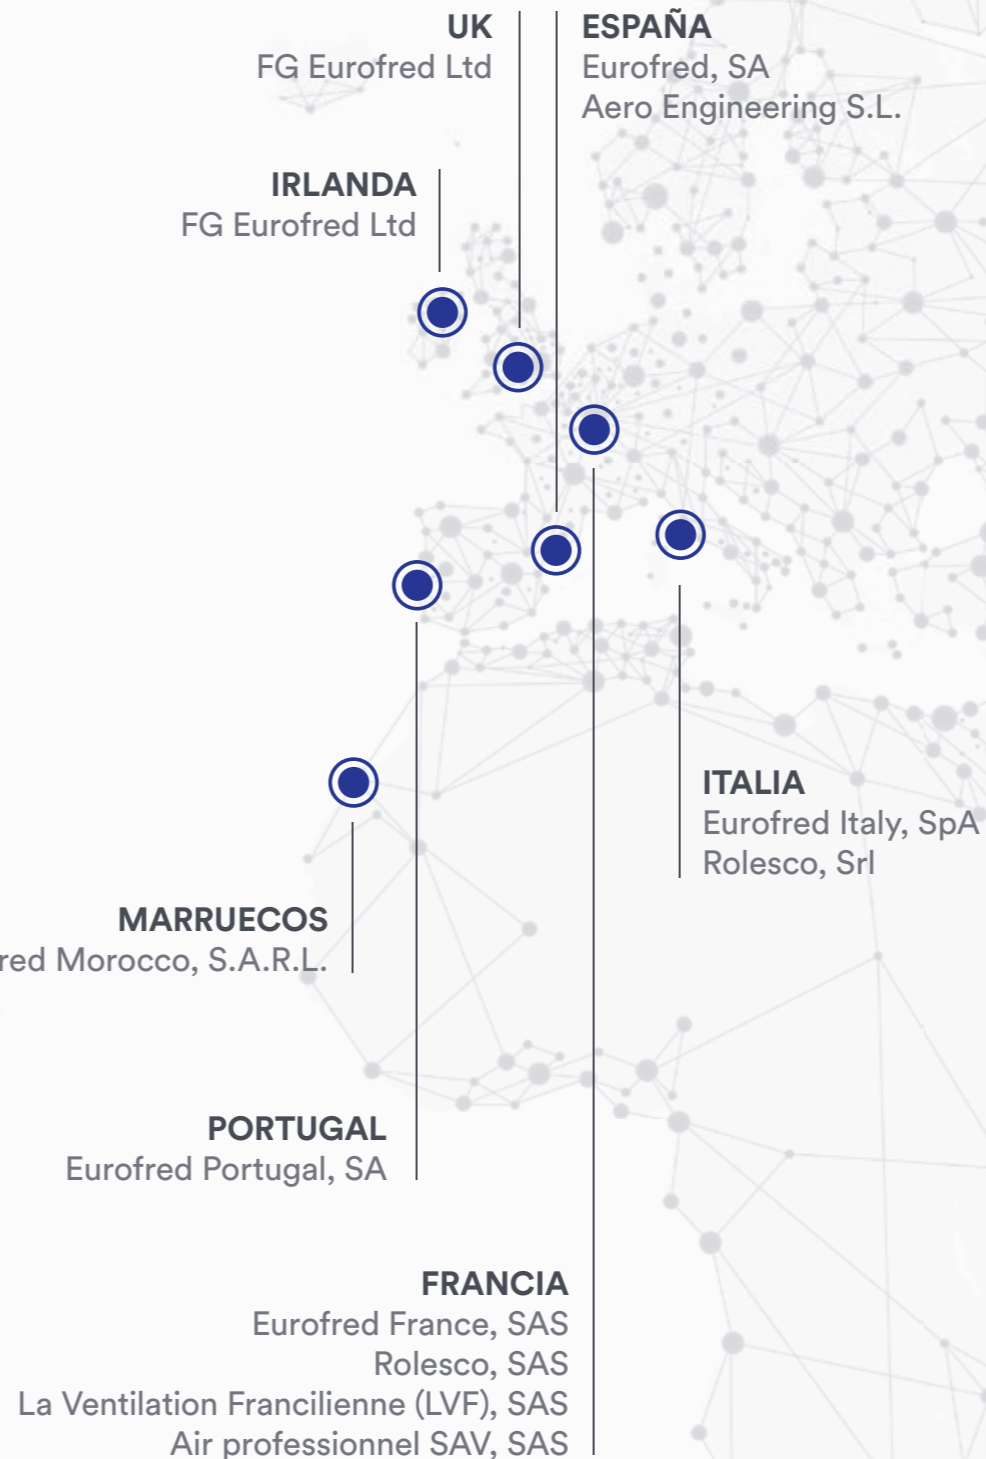 UK
FG Eurofred Ltd
ESPAÑA
Eurofred, SA
Aero Engineering S.L.
IRLANDA
FG Eurofred Ltd
ITALIA
Eurofred Italy, SpA
Rolesco, Srl
MARRUECOS
Morocco, S.A.R.L.
PORTUGAL
Eurofred Portugal, SA
FRANCIA
Eurofred France, SAS
Rolesco, SAS
La Ventilation Francilienne (LVF), SAS
Air professionnel SAV, SAS